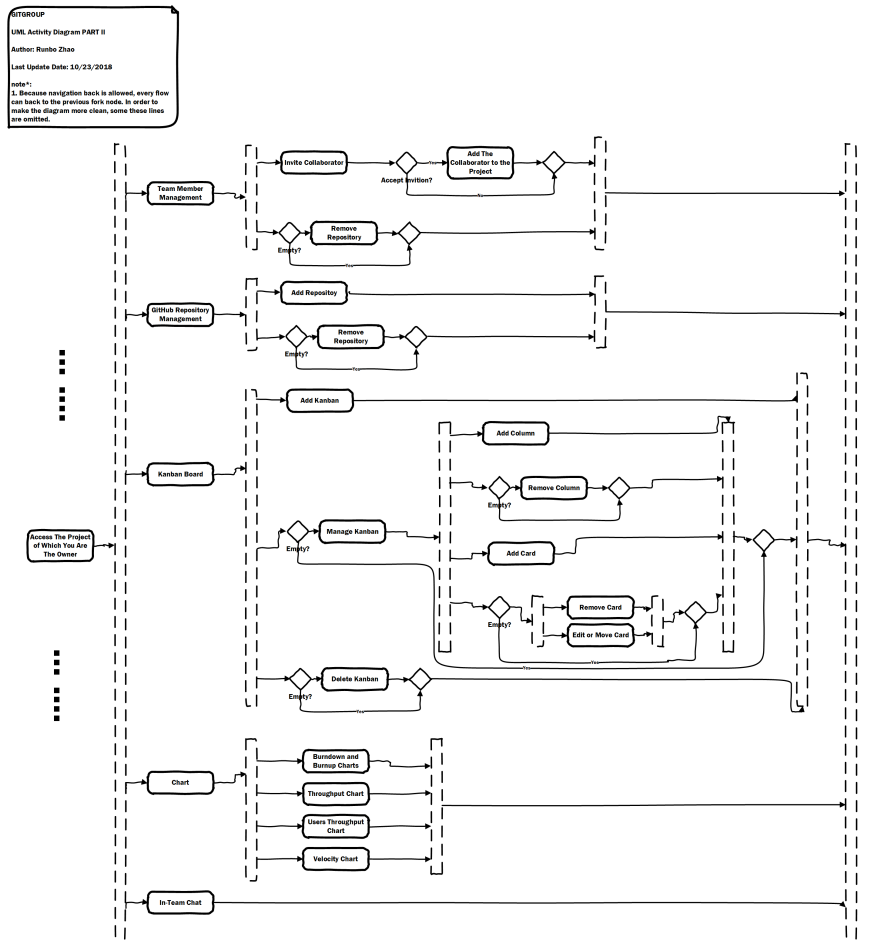 GITGROUP
UML Activity Diagram PART II
Author: Runbo Zhao
Last Update Date: 10/23/2018
note*:
1. Because navigation back is allowed, every flow
can back to the previous fork node. In order to
make the diagram more clean, some these lines
are omitted.
Team Member
Management
Invite Collaborator
Accept Invition?
Yes
Add The
Collaborator to the
Project
No
Empty?
Remove
Repository
Yes
GitHub Repository
Management
Add Repositoy
Empty?
Remove
Repository
Yes
Access The Project
of Which You Are
The Owner
Kanban Board
Add Kanban
Empty?
Manage Kanban
Add Column
Empty?
Remove Column
Add Card
Empty?
Remove Card
Edit or Move Card
Yes
Yes
Empty?
Delete Kanban
Yes
Chart
Burndown and
Burnup Charts
Throughput Chart
Users Throughput
Chart
Velocity Chart
In-Team Chat